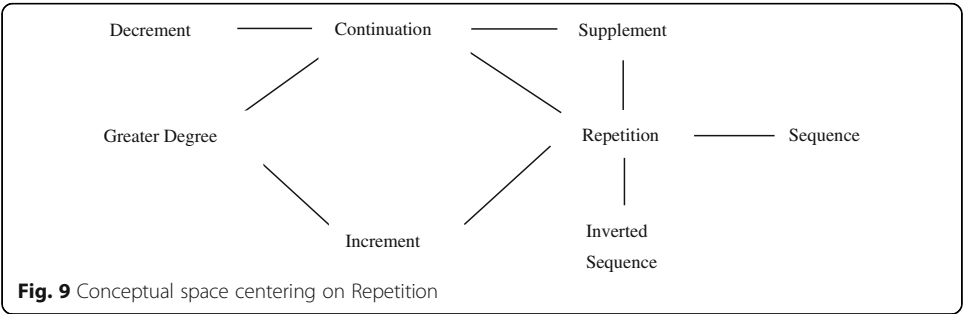 Decrement Continuation Supplement
Greater Degree Repetition Sequence
Increment
Inverted
Sequence
Fig. 9 Conceptual space centering on Repetition